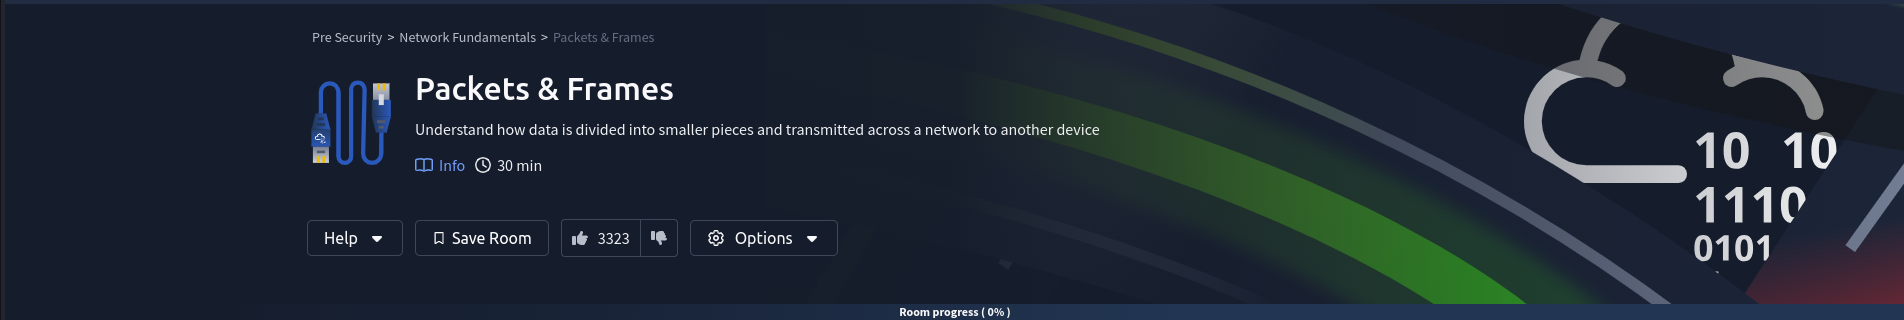 Pre Security > Network Fundamentals > Packets & Frames
Packets & Frames
Understand how data is divided into smaller pieces and transmitted across a network to another device
Info 30 min
Help Save Room 3323 Options
10 10
1110
0101
Room progress ( 0% )